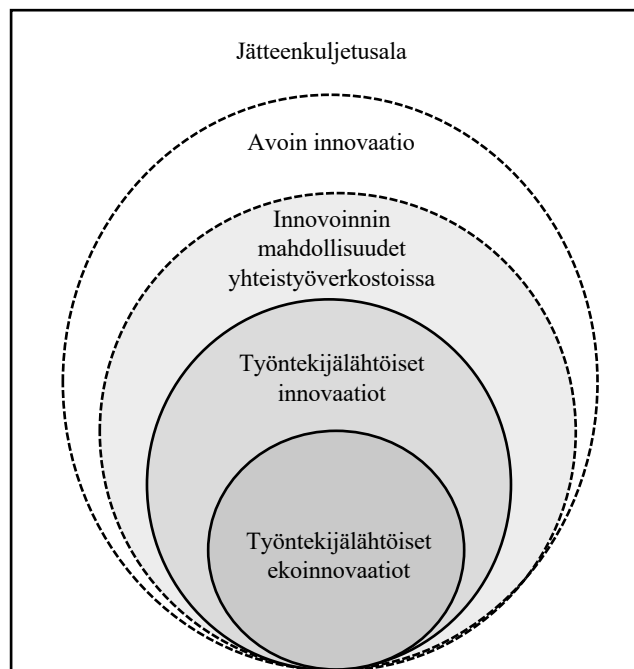 Jätteenkuljetusala
Avoin innovaatio
Innovoinnin
mahdollisuudet
yhteistyöverkostoissa
Työntekijälähtöiset
innovaatiot
Työntekijälähtöiset
ekoinnovaatiot